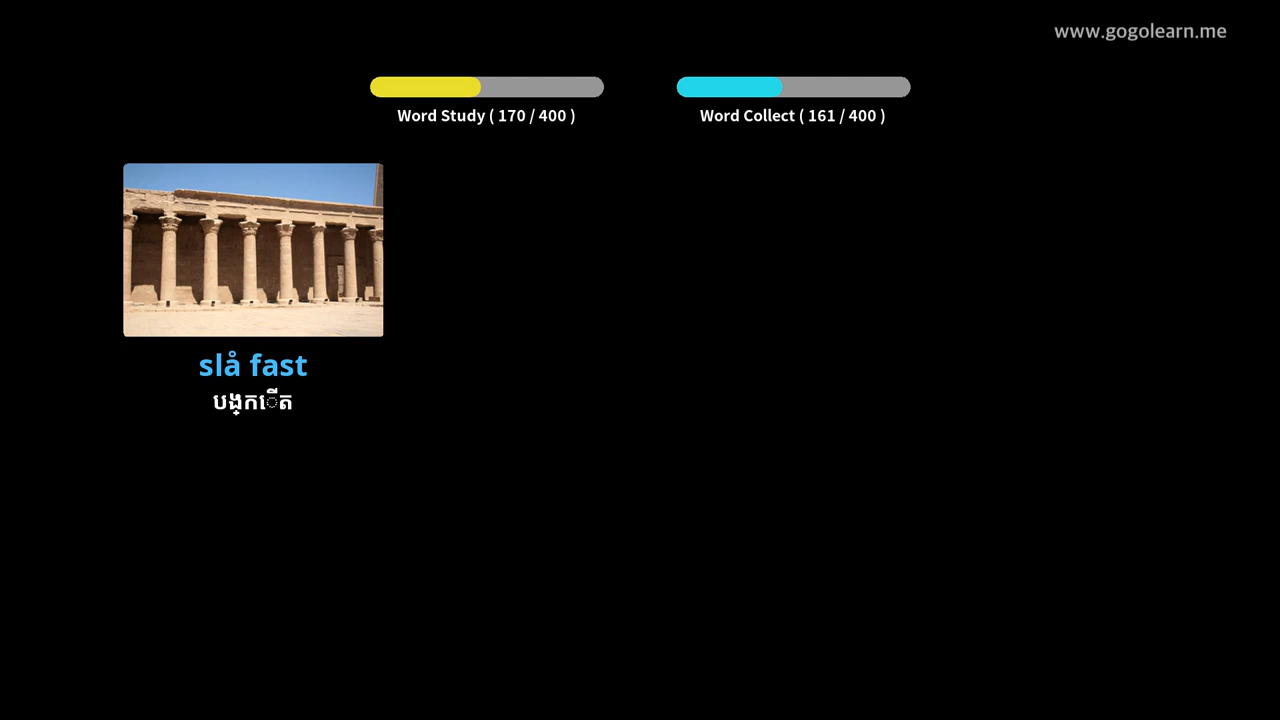 www.gogolearn.me
Word Study ( 170 / 400 )
Word Collect ( 161 / 400 )
slå fast
បង្កើត